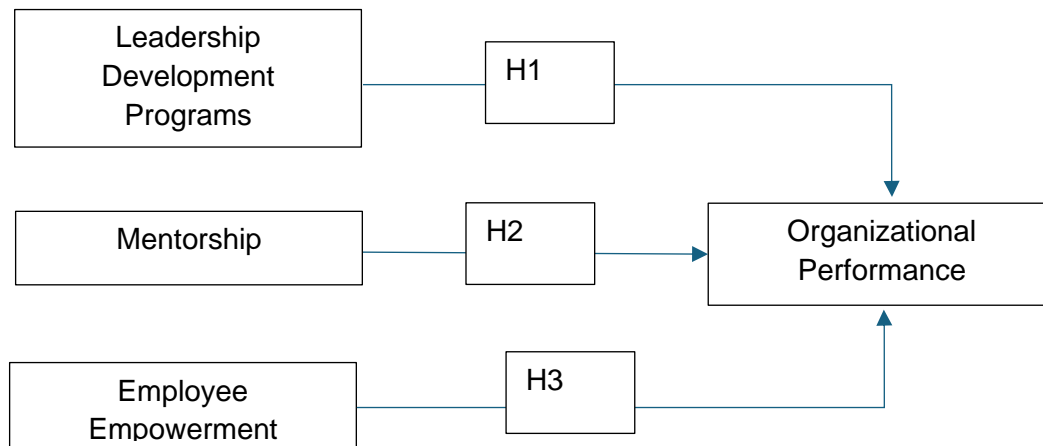 Leadership
Development
Programs
H1
Mentorship
H2
Organizational
Performance
Employee
Empowerment
H3